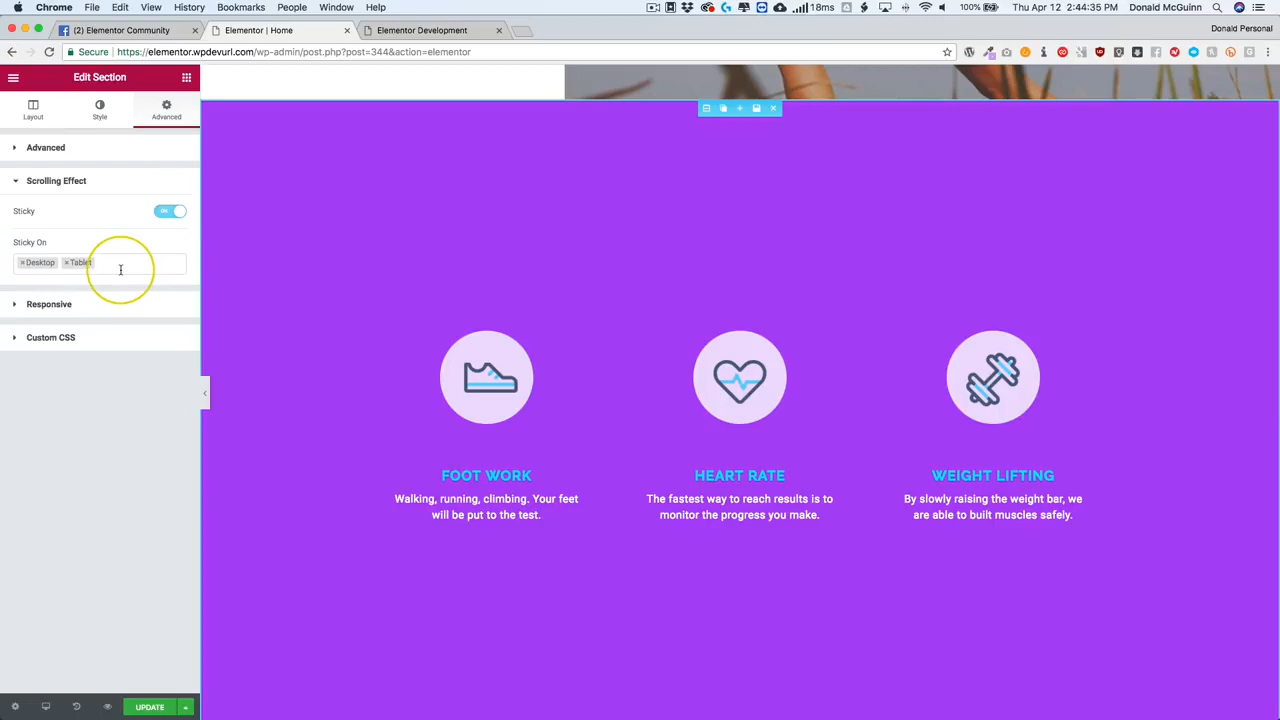 Chrome File Edit View History Bookmarks People Window Help 18ms 100% Thu Apr 12 2:44:35 PM Donald McGuinn
(2) Elementor Community × Elementor | Home × Elementor Development × Donald Personal
Secure https://elementor.wpdevurl.com/wp-admin/post.php?post=344&action=elementor
Edit Section
Layout Style Advanced
Advanced
Scrolling Effect
Sticky ON
Sticky On
×Desktop ×Tablet
Responsive
Custom CSS
FOOT WORK
Walking, running, climbing. Your feet
will be put to the test.
HEART RATE
The fastest way to reach results is to
monitor the progress you make.
WEIGHT LIFTING
By slowly raising the weight bar, we
are able to built muscles safely.
UPDATE